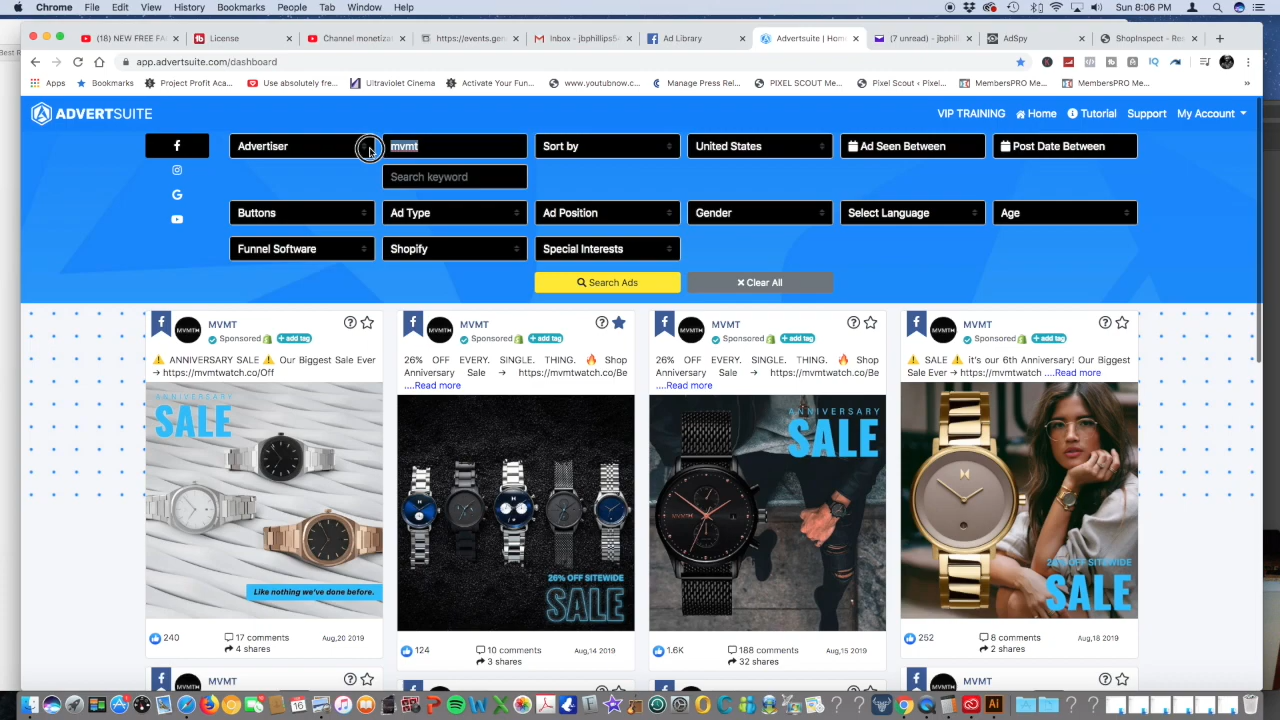 Chrome File Edit View History Bookmarks People Tab Window Help Sun 8:06 PM
(18) NEW FREE FA License Channel monetizat https://events.gen Inbox - jbphillips54 Ad Library Advertsuite | Hom (7 unread) - jbphill AdSpy ShopInspect - Res
app.advertsuite.com/dashboard
Apps Bookmarks Project Profit Aca... Use absolutely fre... Ultraviolet Cinema Activate Your Fun... www.youtubnow.c... Manage Press Rel... PIXEL SCOUT Me... Pixel Scout ‹ Pixel... MembersPRO Me... MembersPRO Me... »
ADVERTSUITE VIP TRAINING Home Tutorial Support My Account
Advertiser mvmt Sort by United States Ad Seen Between Post Date Between
Search keyword
Buttons Ad Type Ad Position Gender Select Language Age
Funnel Software Shopify Special Interests
Search Ads Clear All
MVMT
Sponsored + add tag
⚠️ ANNIVERSARY SALE ⚠️ Our Biggest Sale Ever → https://mvmtwatch.co/Off
ANNIVERSARY
SALE
Like nothing we've done before.
240 17 comments Aug,20 2019
4 shares
MVMT
Sponsored + add tag
26% OFF EVERY. SINGLE. THING. 🔥 Shop
Anniversary Sale → https://mvmtwatch.co/Be
....Read more
26% OFF SITEWIDE
SALE
124 10 comments Aug,14 2019
3 shares
MVMT
Sponsored + add tag
26% OFF EVERY. SINGLE. THING. 🔥 Shop
Anniversary Sale → https://mvmtwatch.co/Be
....Read more
ANNIVERSARY
SALE
1.6K 188 comments Aug,15 2019
32 shares
MVMT
Sponsored + add tag
⚠️ SALE ⚠️ it's our 6th Anniversary! Our Biggest
Sale Ever → https://mvmtwatch ....Read more
26% OFF SITEWIDE
SALE
252 8 comments Aug,18 2019
2 shares
MVMT MVMT MVMT MVMT